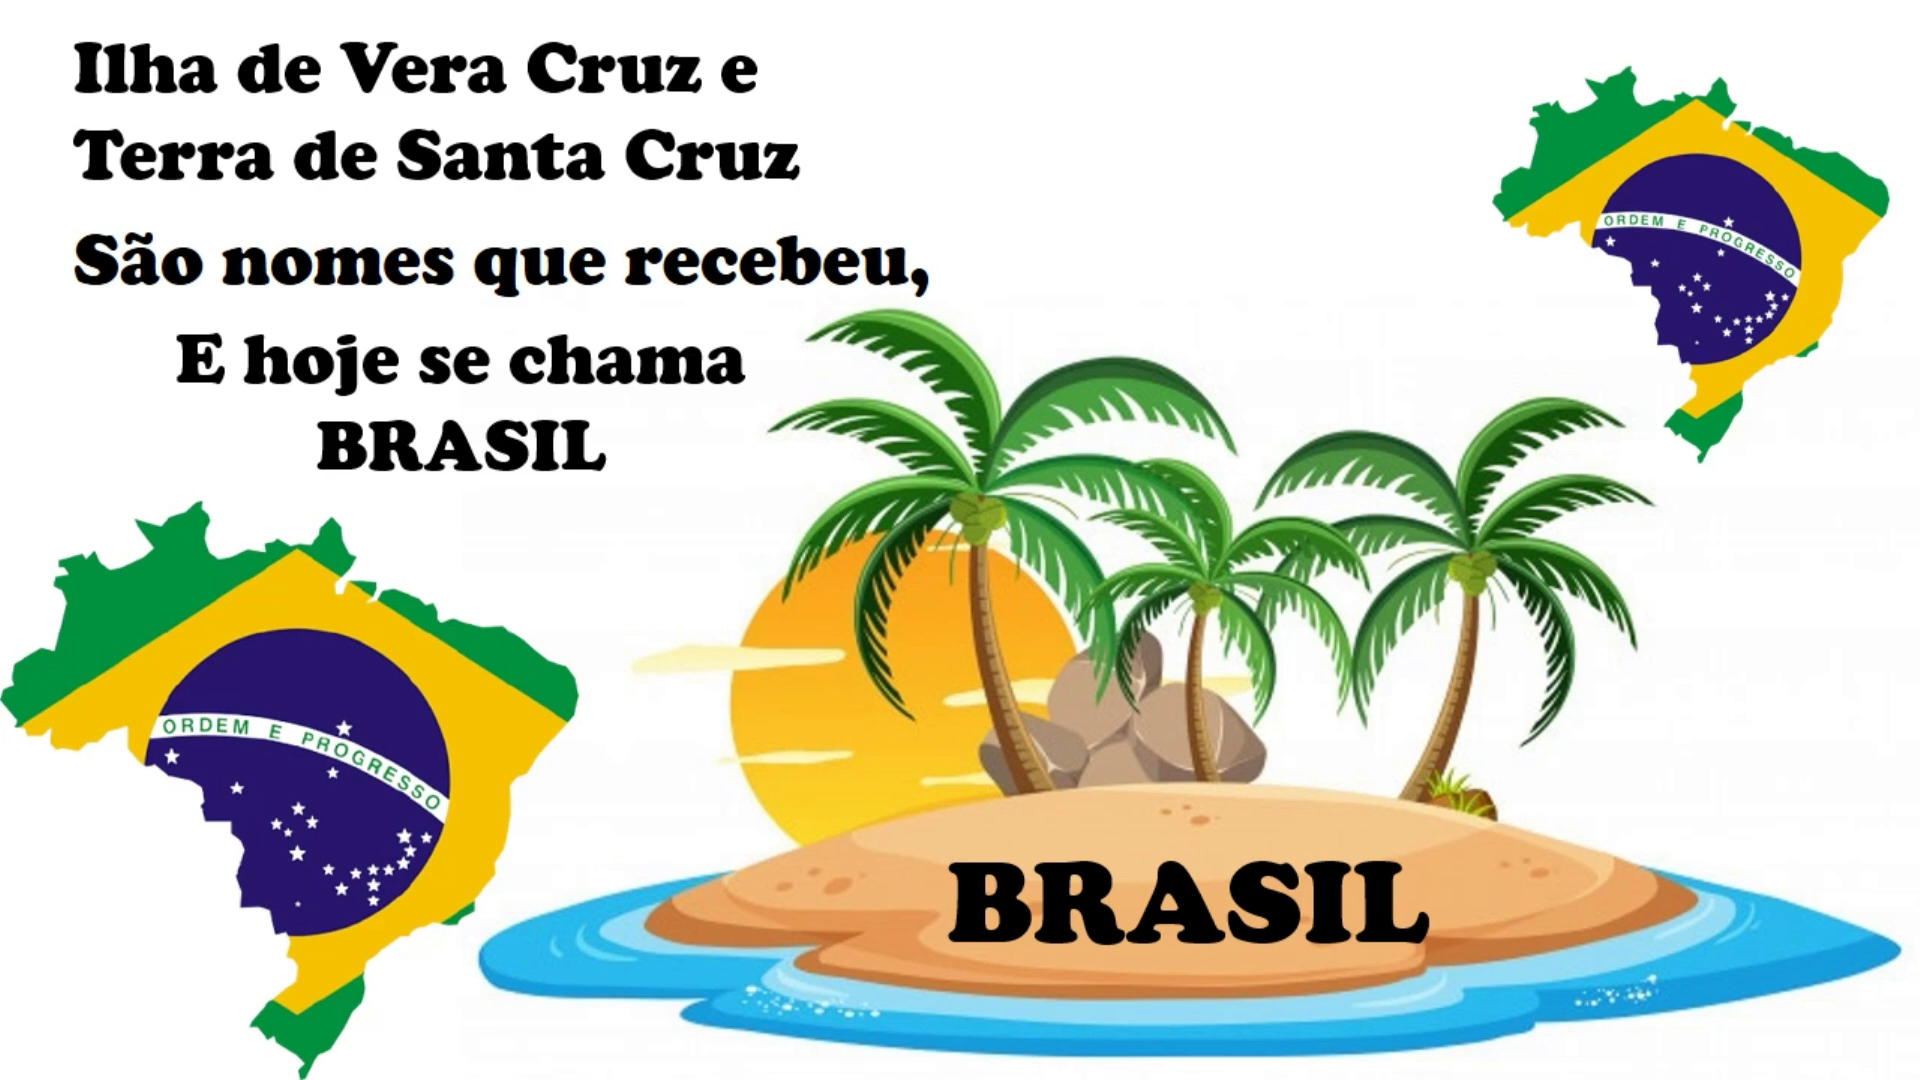 Ilha de Vera Cruz e
Terra de Santa Cruz
São nomes que recebeu,
E hoje se chama
BRASIL
ORDEM E PROGRESSO
ORDEM E PROGRESSO
BRASIL